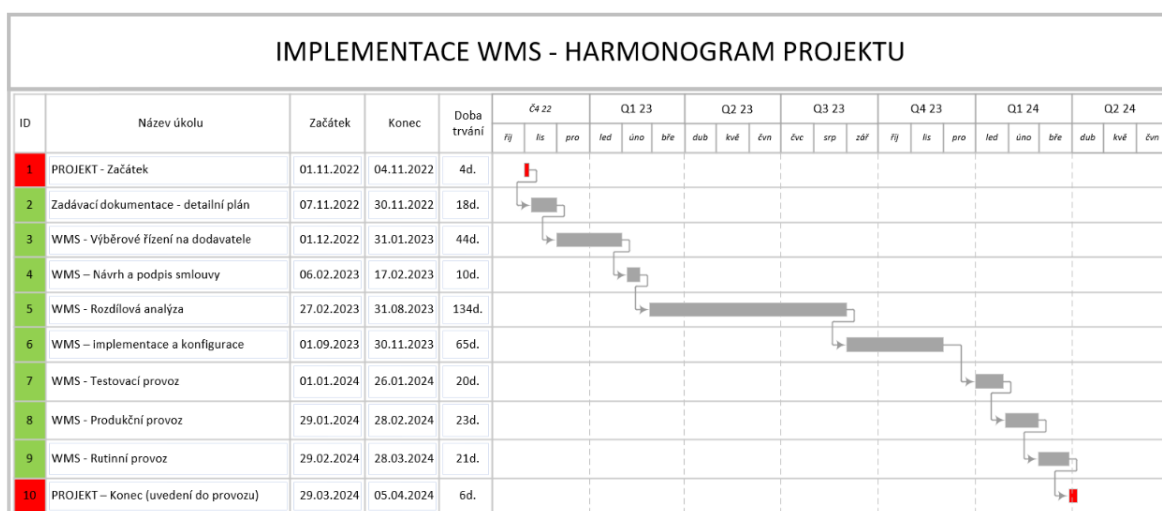 IMPLEMENTACE WMS - HARMONOGRAM PROJEKTU
ID Název úkolu Začátek Konec Doba trvání Č4 22 Q1 23 Q2 23 Q3 23 Q4 23 Q1 24 Q2 24
říj lis pro led úno bře dub kvě čvn čvc srp zář říj lis pro led úno bře dub kvě čvn
1 PROJEKT - Začátek 01.11.2022 04.11.2022 4d.
2 Zadávací dokumentace - detailní plán 07.11.2022 30.11.2022 18d.
3 WMS - Výběrové řízení na dodavatele 01.12.2022 31.01.2023 44d.
4 WMS – Návrh a podpis smlouvy 06.02.2023 17.02.2023 10d.
5 WMS - Rozdílová analýza 27.02.2023 31.08.2023 134d.
6 WMS – implementace a konfigurace 01.09.2023 30.11.2023 65d.
7 WMS - Testovací provoz 01.01.2024 26.01.2024 20d.
8 WMS - Produkční provoz 29.01.2024 28.02.2024 23d.
9 WMS - Rutinní provoz 29.02.2024 28.03.2024 21d.
10 PROJEKT – Konec (uvedení do provozu) 29.03.2024 05.04.2024 6d.